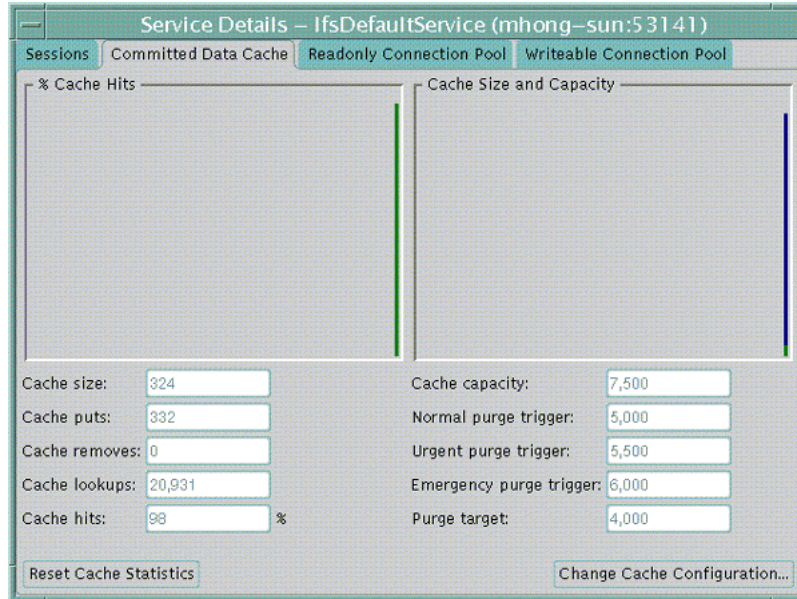 Service Details – IfsDefaultService (mhong–sun:53141)
Sessions Committed Data Cache Readonly Connection Pool Writeable Connection Pool
% Cache Hits
Cache Size and Capacity
Cache size: 324
Cache puts: 332
Cache removes: 0
Cache lookups: 20,931
Cache hits: 98 %
Cache capacity: 7,500
Normal purge trigger: 5,000
Urgent purge trigger: 5,500
Emergency purge trigger: 6,000
Purge target: 4,000
Reset Cache Statistics
Change Cache Configuration...